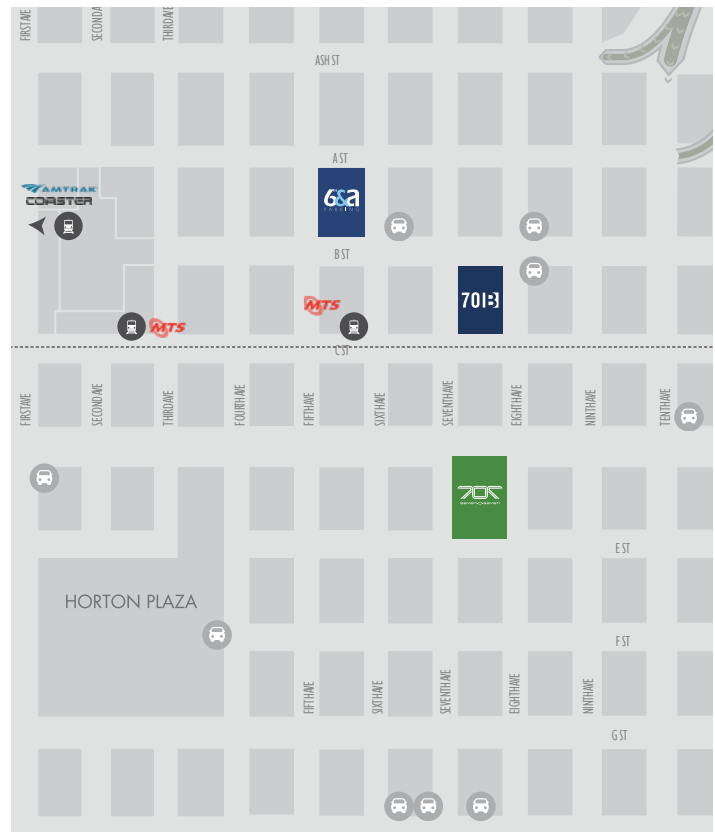 FIRST AVE
SECOND AVE
THIRD AVE
ASH ST
A ST
AMTRAK
COASTER
6&a
PARKING
B ST
701B
MTS
MTS
C ST
FIRST AVE
SECOND AVE
THIRD AVE
FOURTH AVE
FIFTH AVE
SIXTH AVE
SEVENTH AVE
EIGHTH AVE
NINTH AVE
TENTH AVE
707
SEVENOSEVEN
E ST
HORTON PLAZA
F ST
FIFTH AVE
SIXTH AVE
SEVENTH AVE
EIGHTH AVE
NINTH AVE
G ST